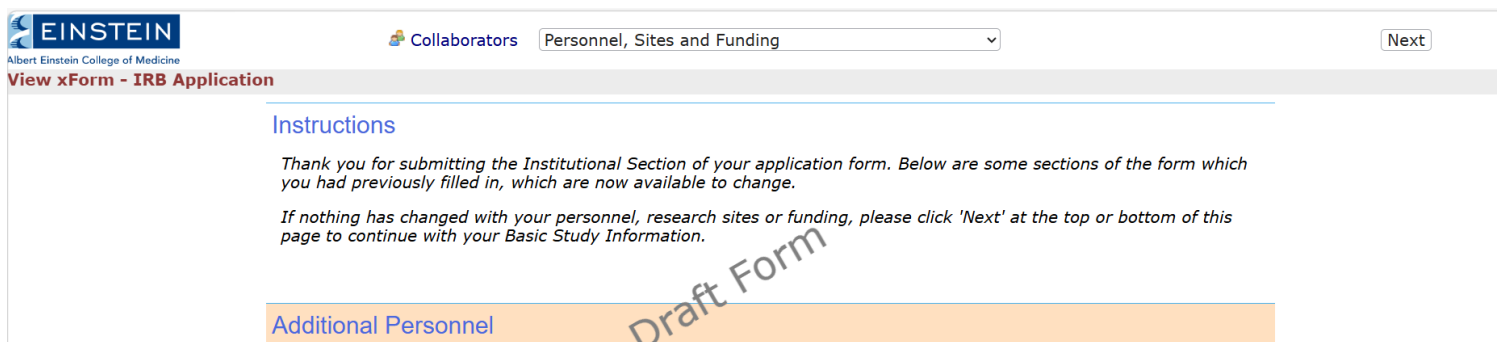 EINSTEIN
Albert Einstein College of Medicine
Collaborators Personnel, Sites and Funding Next
View xForm - IRB Application
Instructions
Thank you for submitting the Institutional Section of your application form. Below are some sections of the form which
you had previously filled in, which are now available to change.
If nothing has changed with your personnel, research sites or funding, please click 'Next' at the top or bottom of this
page to continue with your Basic Study Information.
Draft Form
Additional Personnel